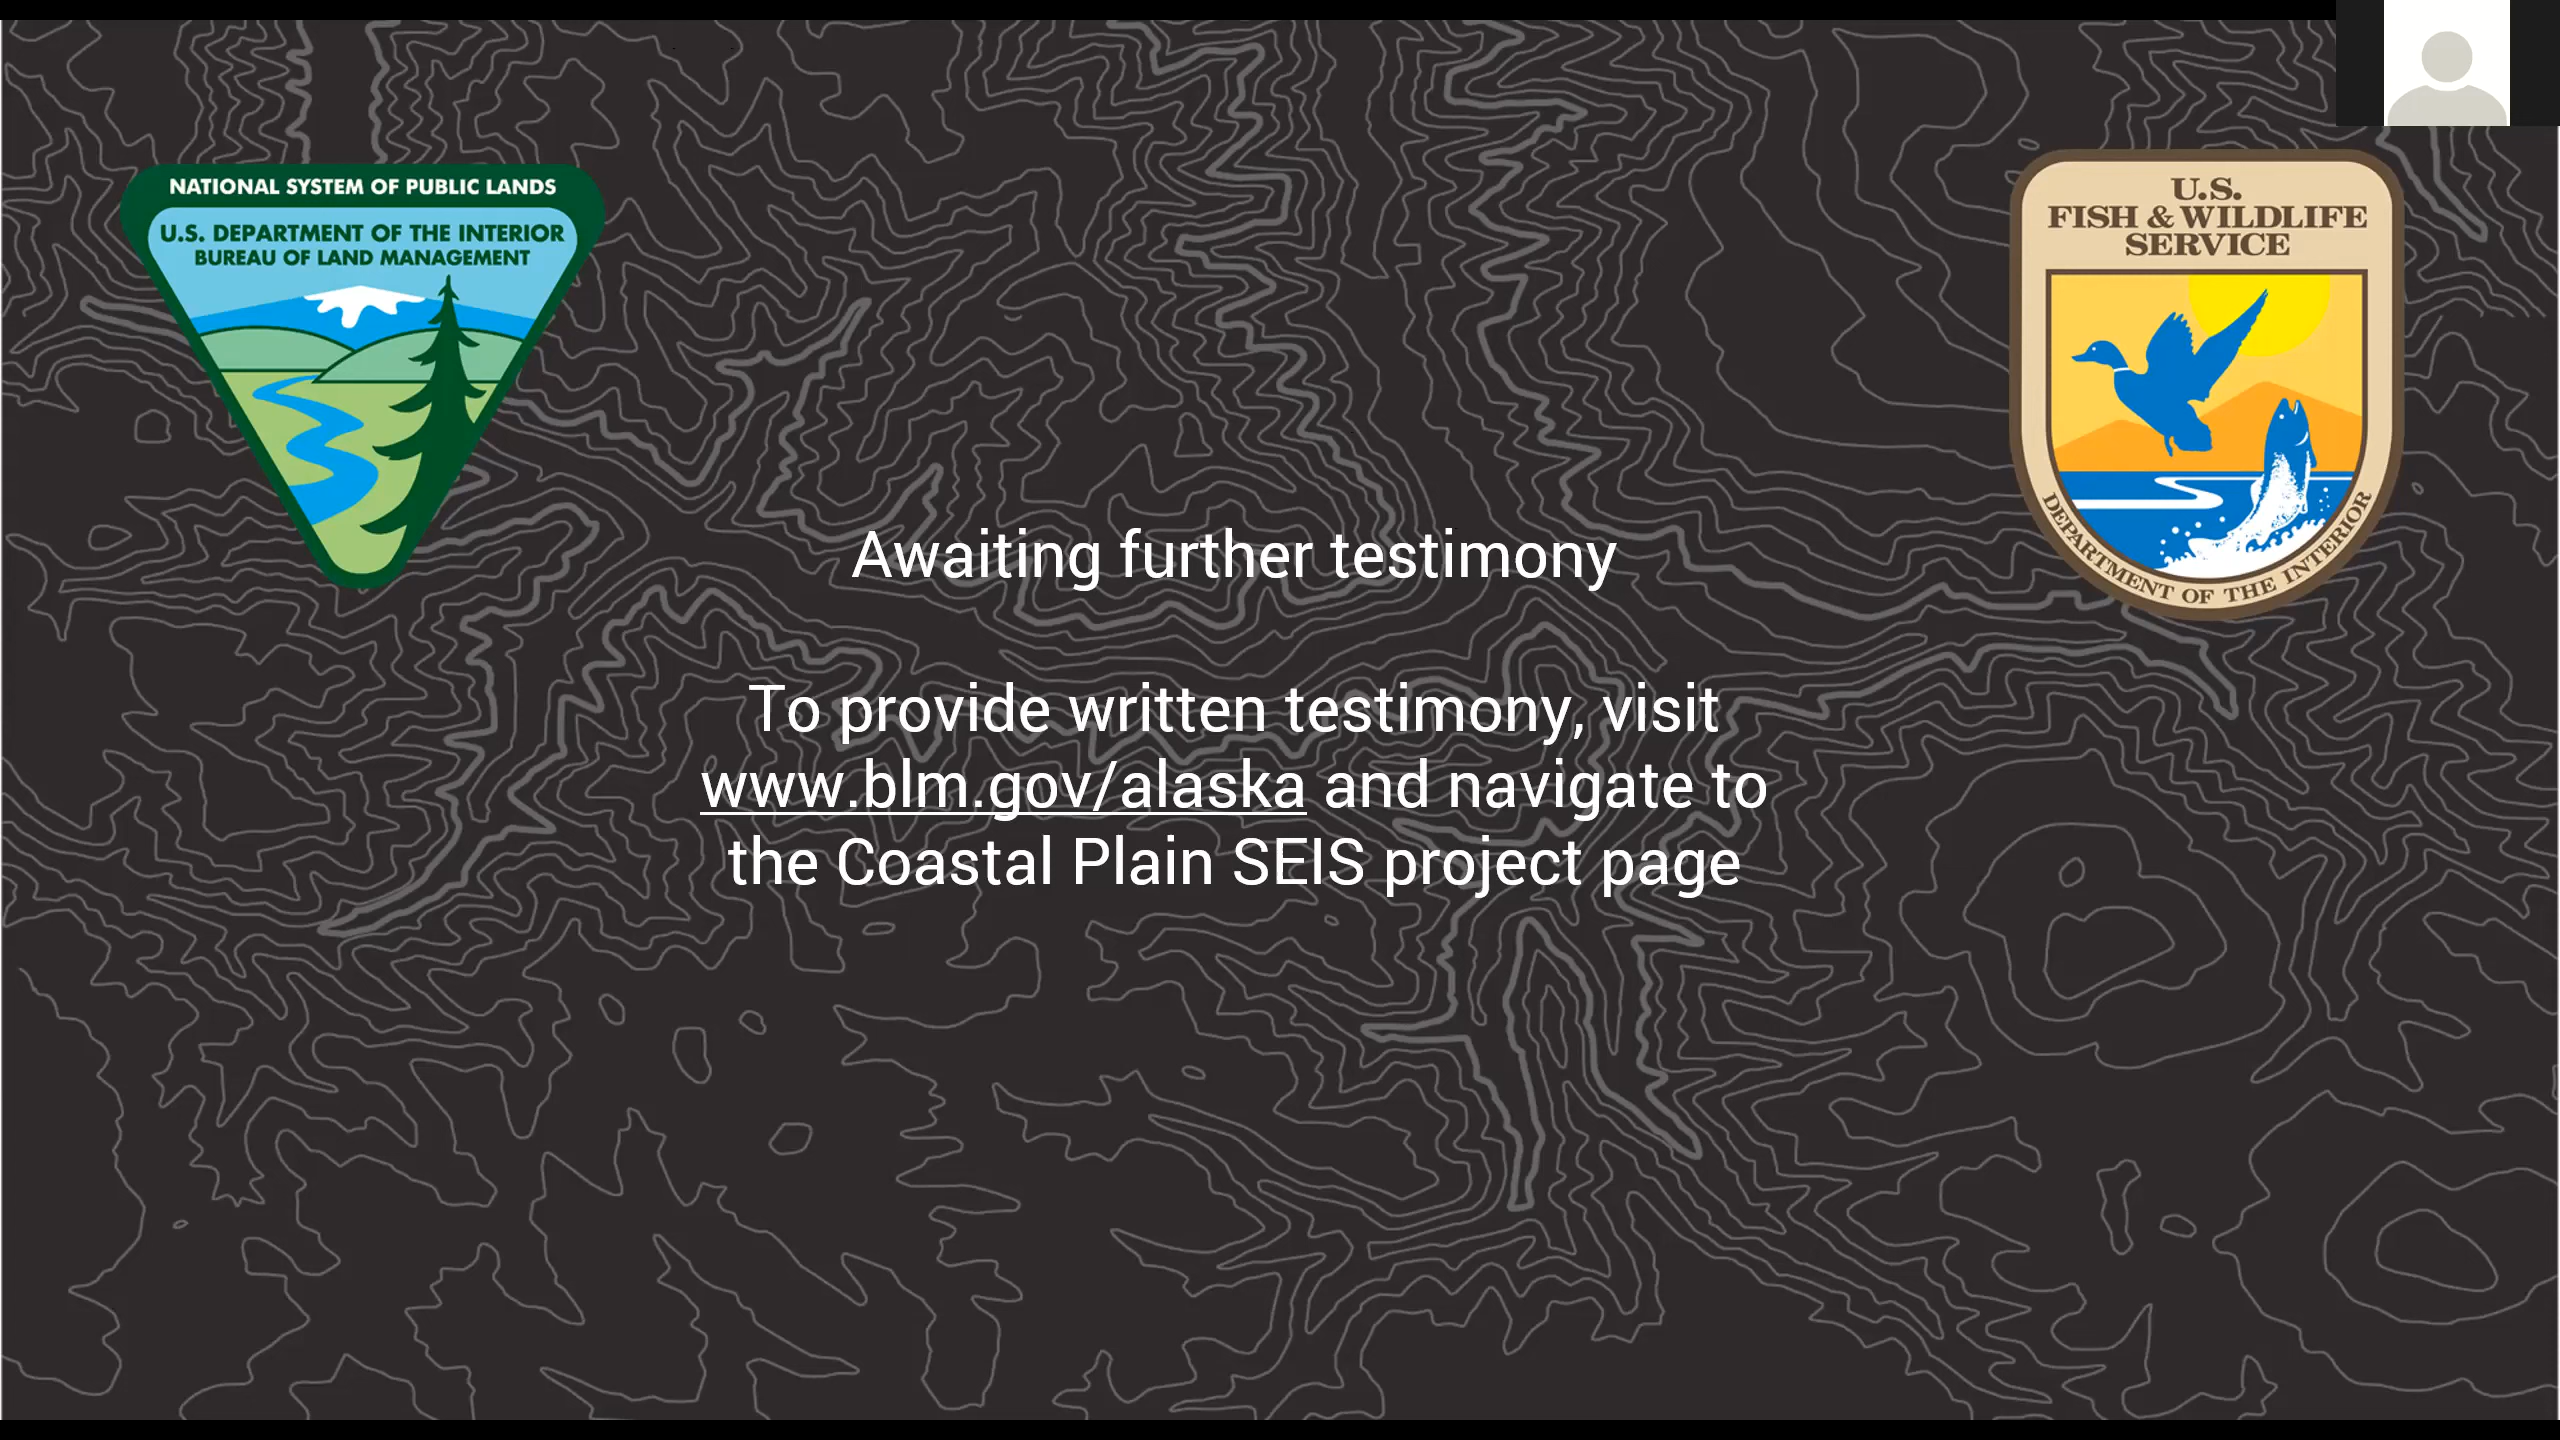 NATIONAL SYSTEM OF PUBLIC LANDS
U.S. DEPARTMENT OF THE INTERIOR
BUREAU OF LAND MANAGEMENT
U.S.
FISH & WILDLIFE
SERVICE
DEPARTMENT OF THE INTERIOR
Awaiting further testimony
To provide written testimony, visit
www.blm.gov/alaska and navigate to
the Coastal Plain SEIS project page